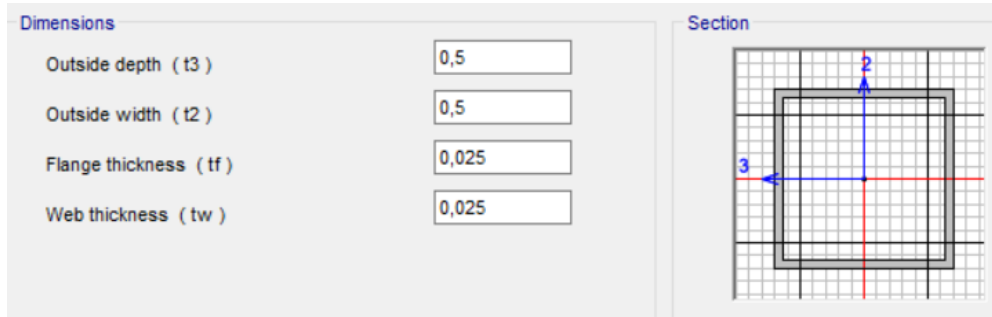 Dimensions
Outside depth ( t3 ) 0,5
Outside width ( t2 ) 0,5
Flange thickness ( tf ) 0,025
Web thickness ( tw ) 0,025
Section
2
3